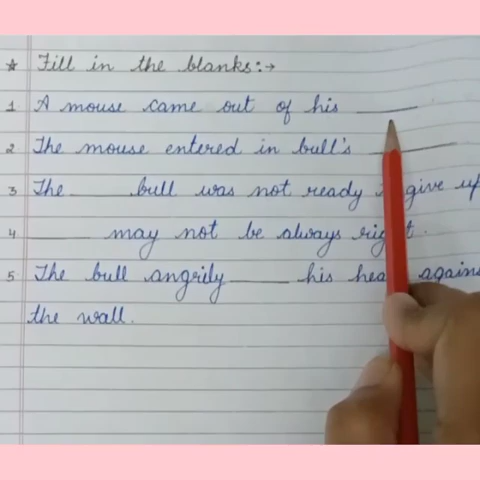 ★ Fill in the blanks:→
1 A mouse came out of his ____
2 The mouse entered in bull's ____
3 The ____ bull was not ready give up
4 ____ may not be always right.
5 The bull angrily ____ his
the wall.